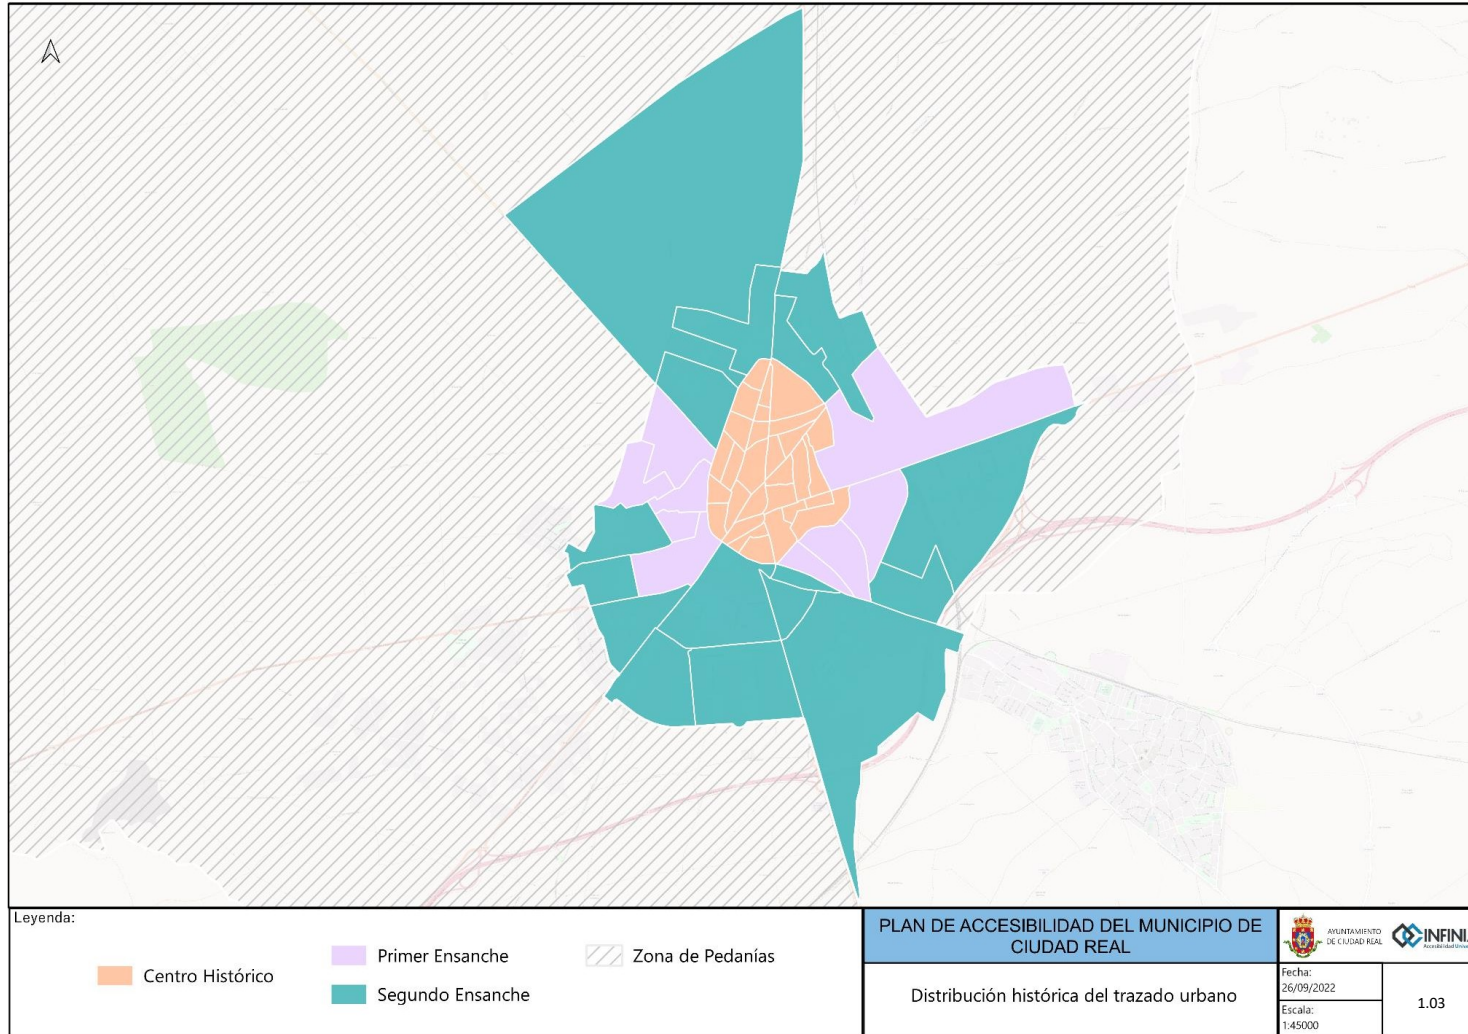 Leyenda:
Centro Histórico
Primer Ensanche
Segundo Ensanche
Zona de Pedanías
PLAN DE ACCESIBILIDAD DEL MUNICIPIO DE
CIUDAD REAL
Distribución histórica del trazado urbano
AYUNTAMIENTO
DE CIUDAD REAL
Fecha:
26/09/2022
Escala:
1:45000
1.03